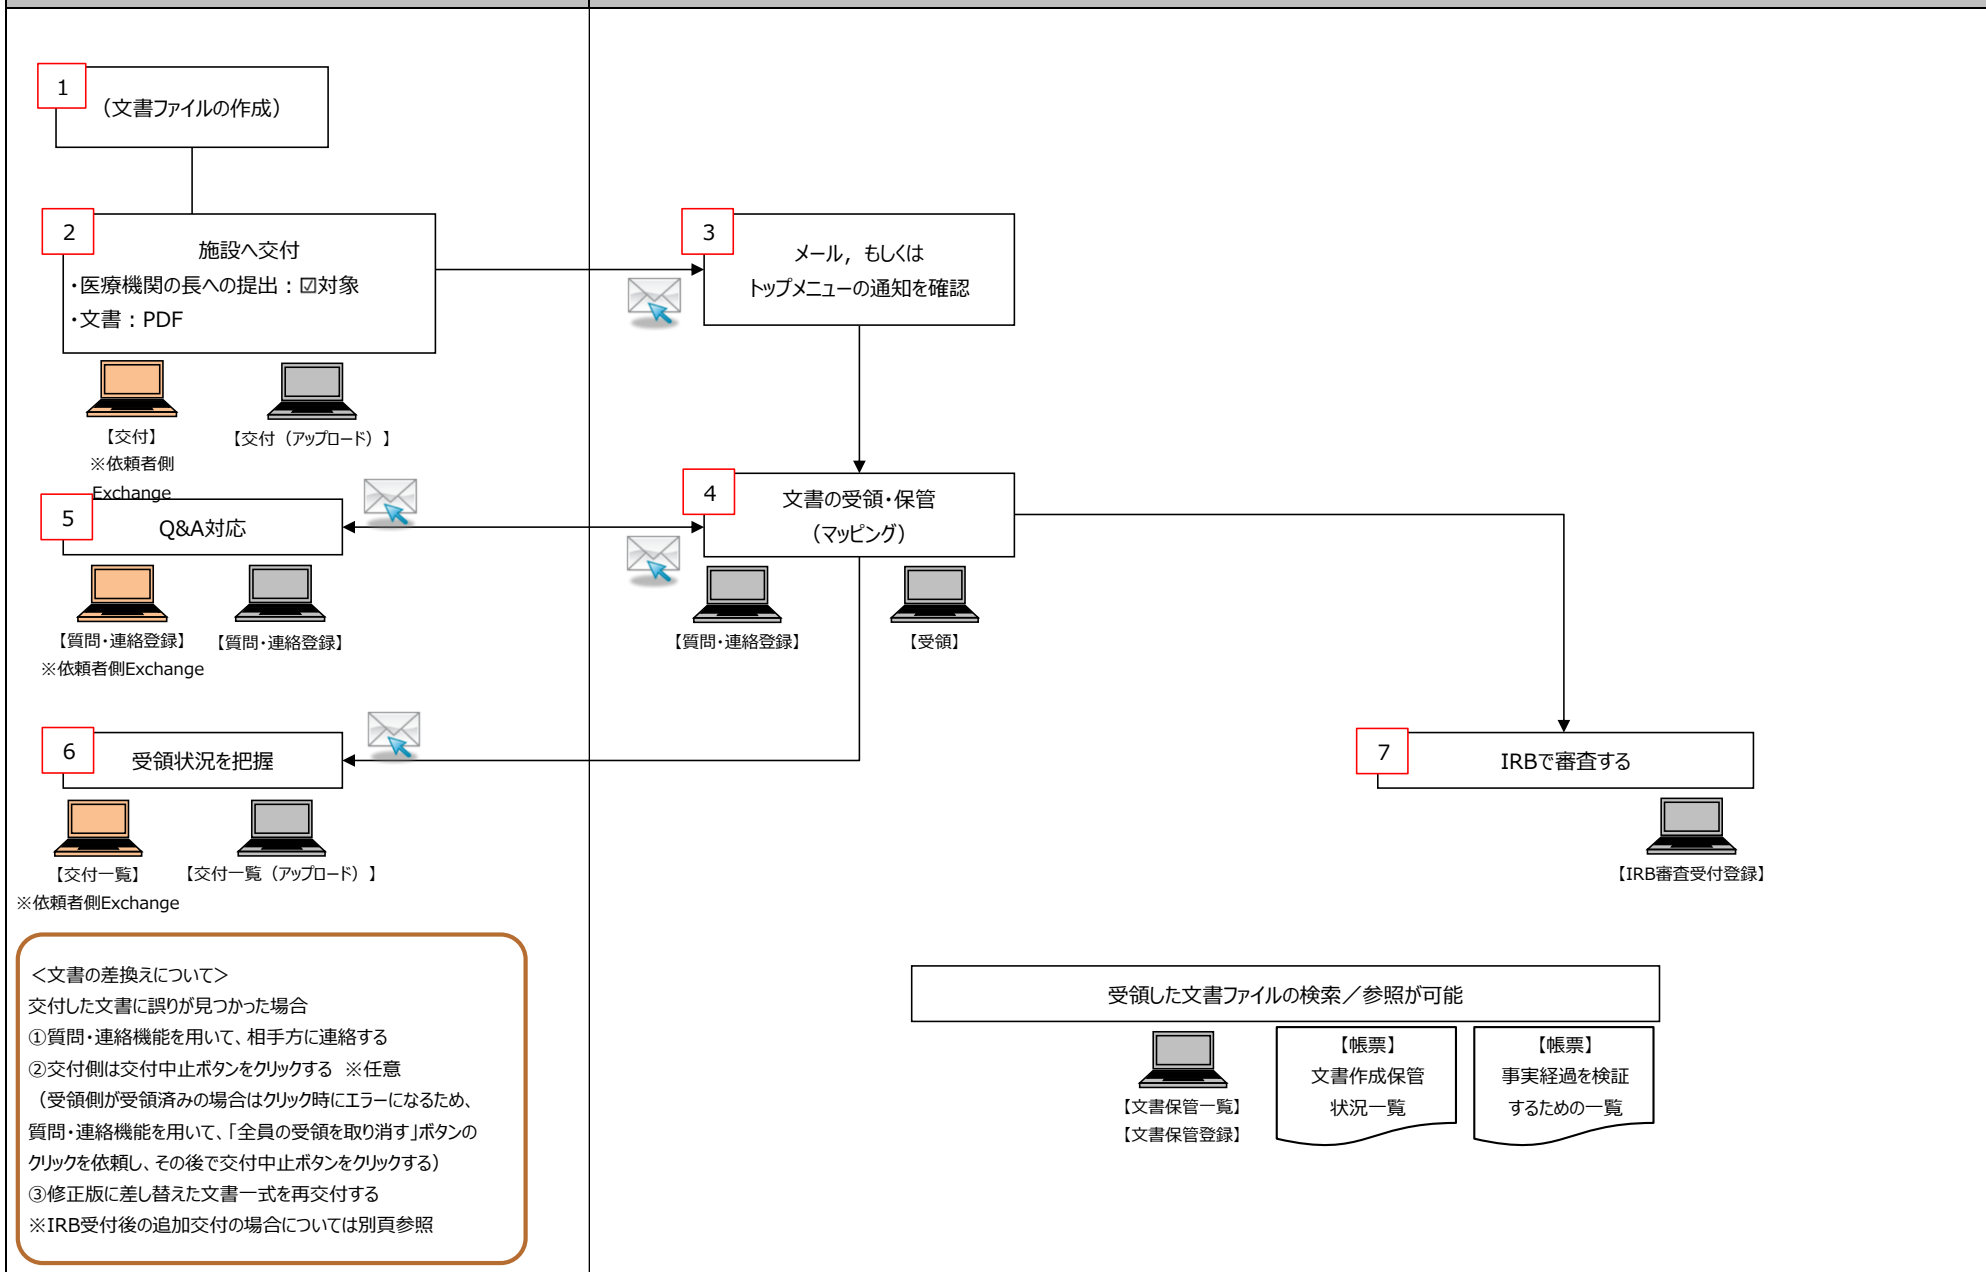 1
（文書ファイルの作成）
2
施設へ交付
・医療機関の長への提出：☑対象
・文書：PDF
【交付】
※依頼者側
Exchange
【交付（アップロード）】
3
メール，もしくは
トップメニューの通知を確認
4
文書の受領・保管
（マッピング）
【質問・連絡登録】
【受領】
5
Q&A対応
【質問・連絡登録】
※依頼者側Exchange
【質問・連絡登録】
6
受領状況を把握
【交付一覧】
※依頼者側Exchange
【交付一覧（アップロード）】
7
IRBで審査する
【IRB審査受付登録】
＜文書の差換えについて＞
交付した文書に誤りが見つかった場合
①質問・連絡機能を用いて、相手方に連絡する
②交付側は交付中止ボタンをクリックする　※任意
（受領側が受領済みの場合はクリック時にエラーになるため、
質問・連絡機能を用いて、「全員の受領を取り消す」ボタンの
クリックを依頼し、その後で交付中止ボタンをクリックする）
③修正版に差し替えた文書一式を再交付する
※IRB受付後の追加交付の場合については別頁参照
受領した文書ファイルの検索／参照が可能
【文書保管一覧】
【文書保管登録】
【帳票】
文書作成保管
状況一覧
【帳票】
事実経過を検証
するための一覧